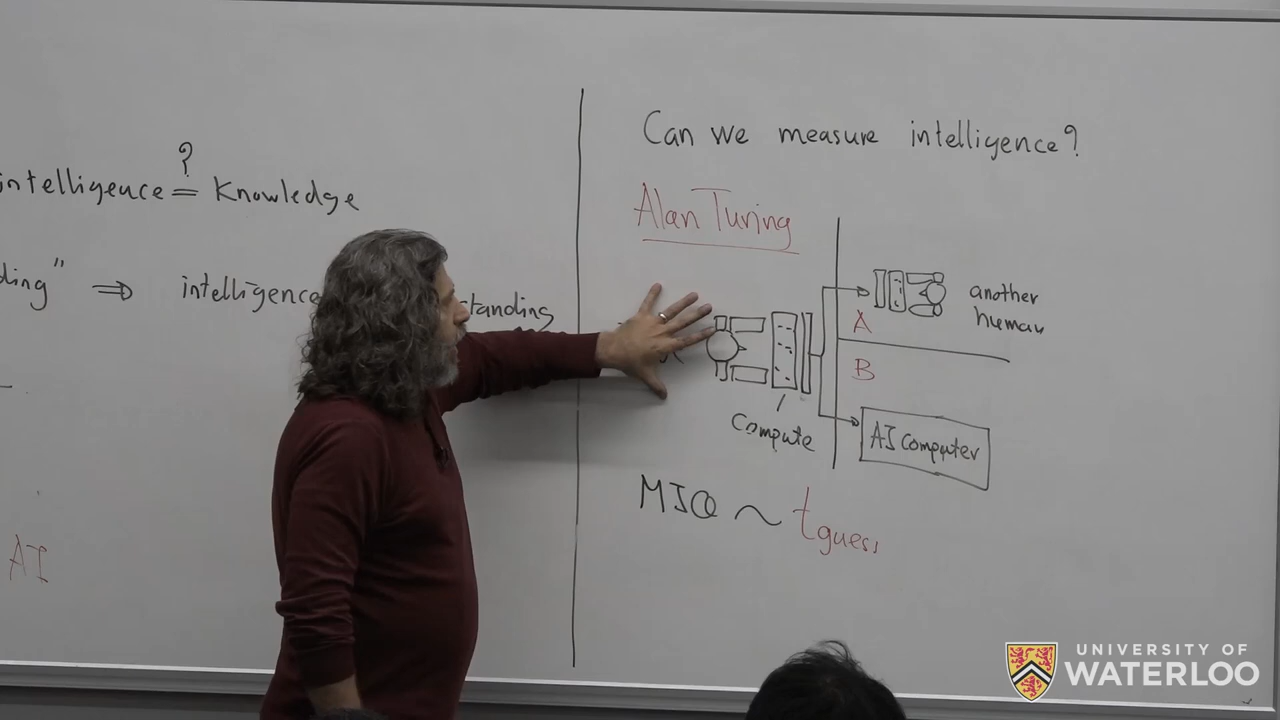 intelligence =
?
Knowledge
ding" ⇒ intelligence standing
AI
Can we measure intelligence?
Alan Turing
another
human
A
B
Compute
AI computer
MIQ ~ tguess
UNIVERSITY OF
WATERLOO